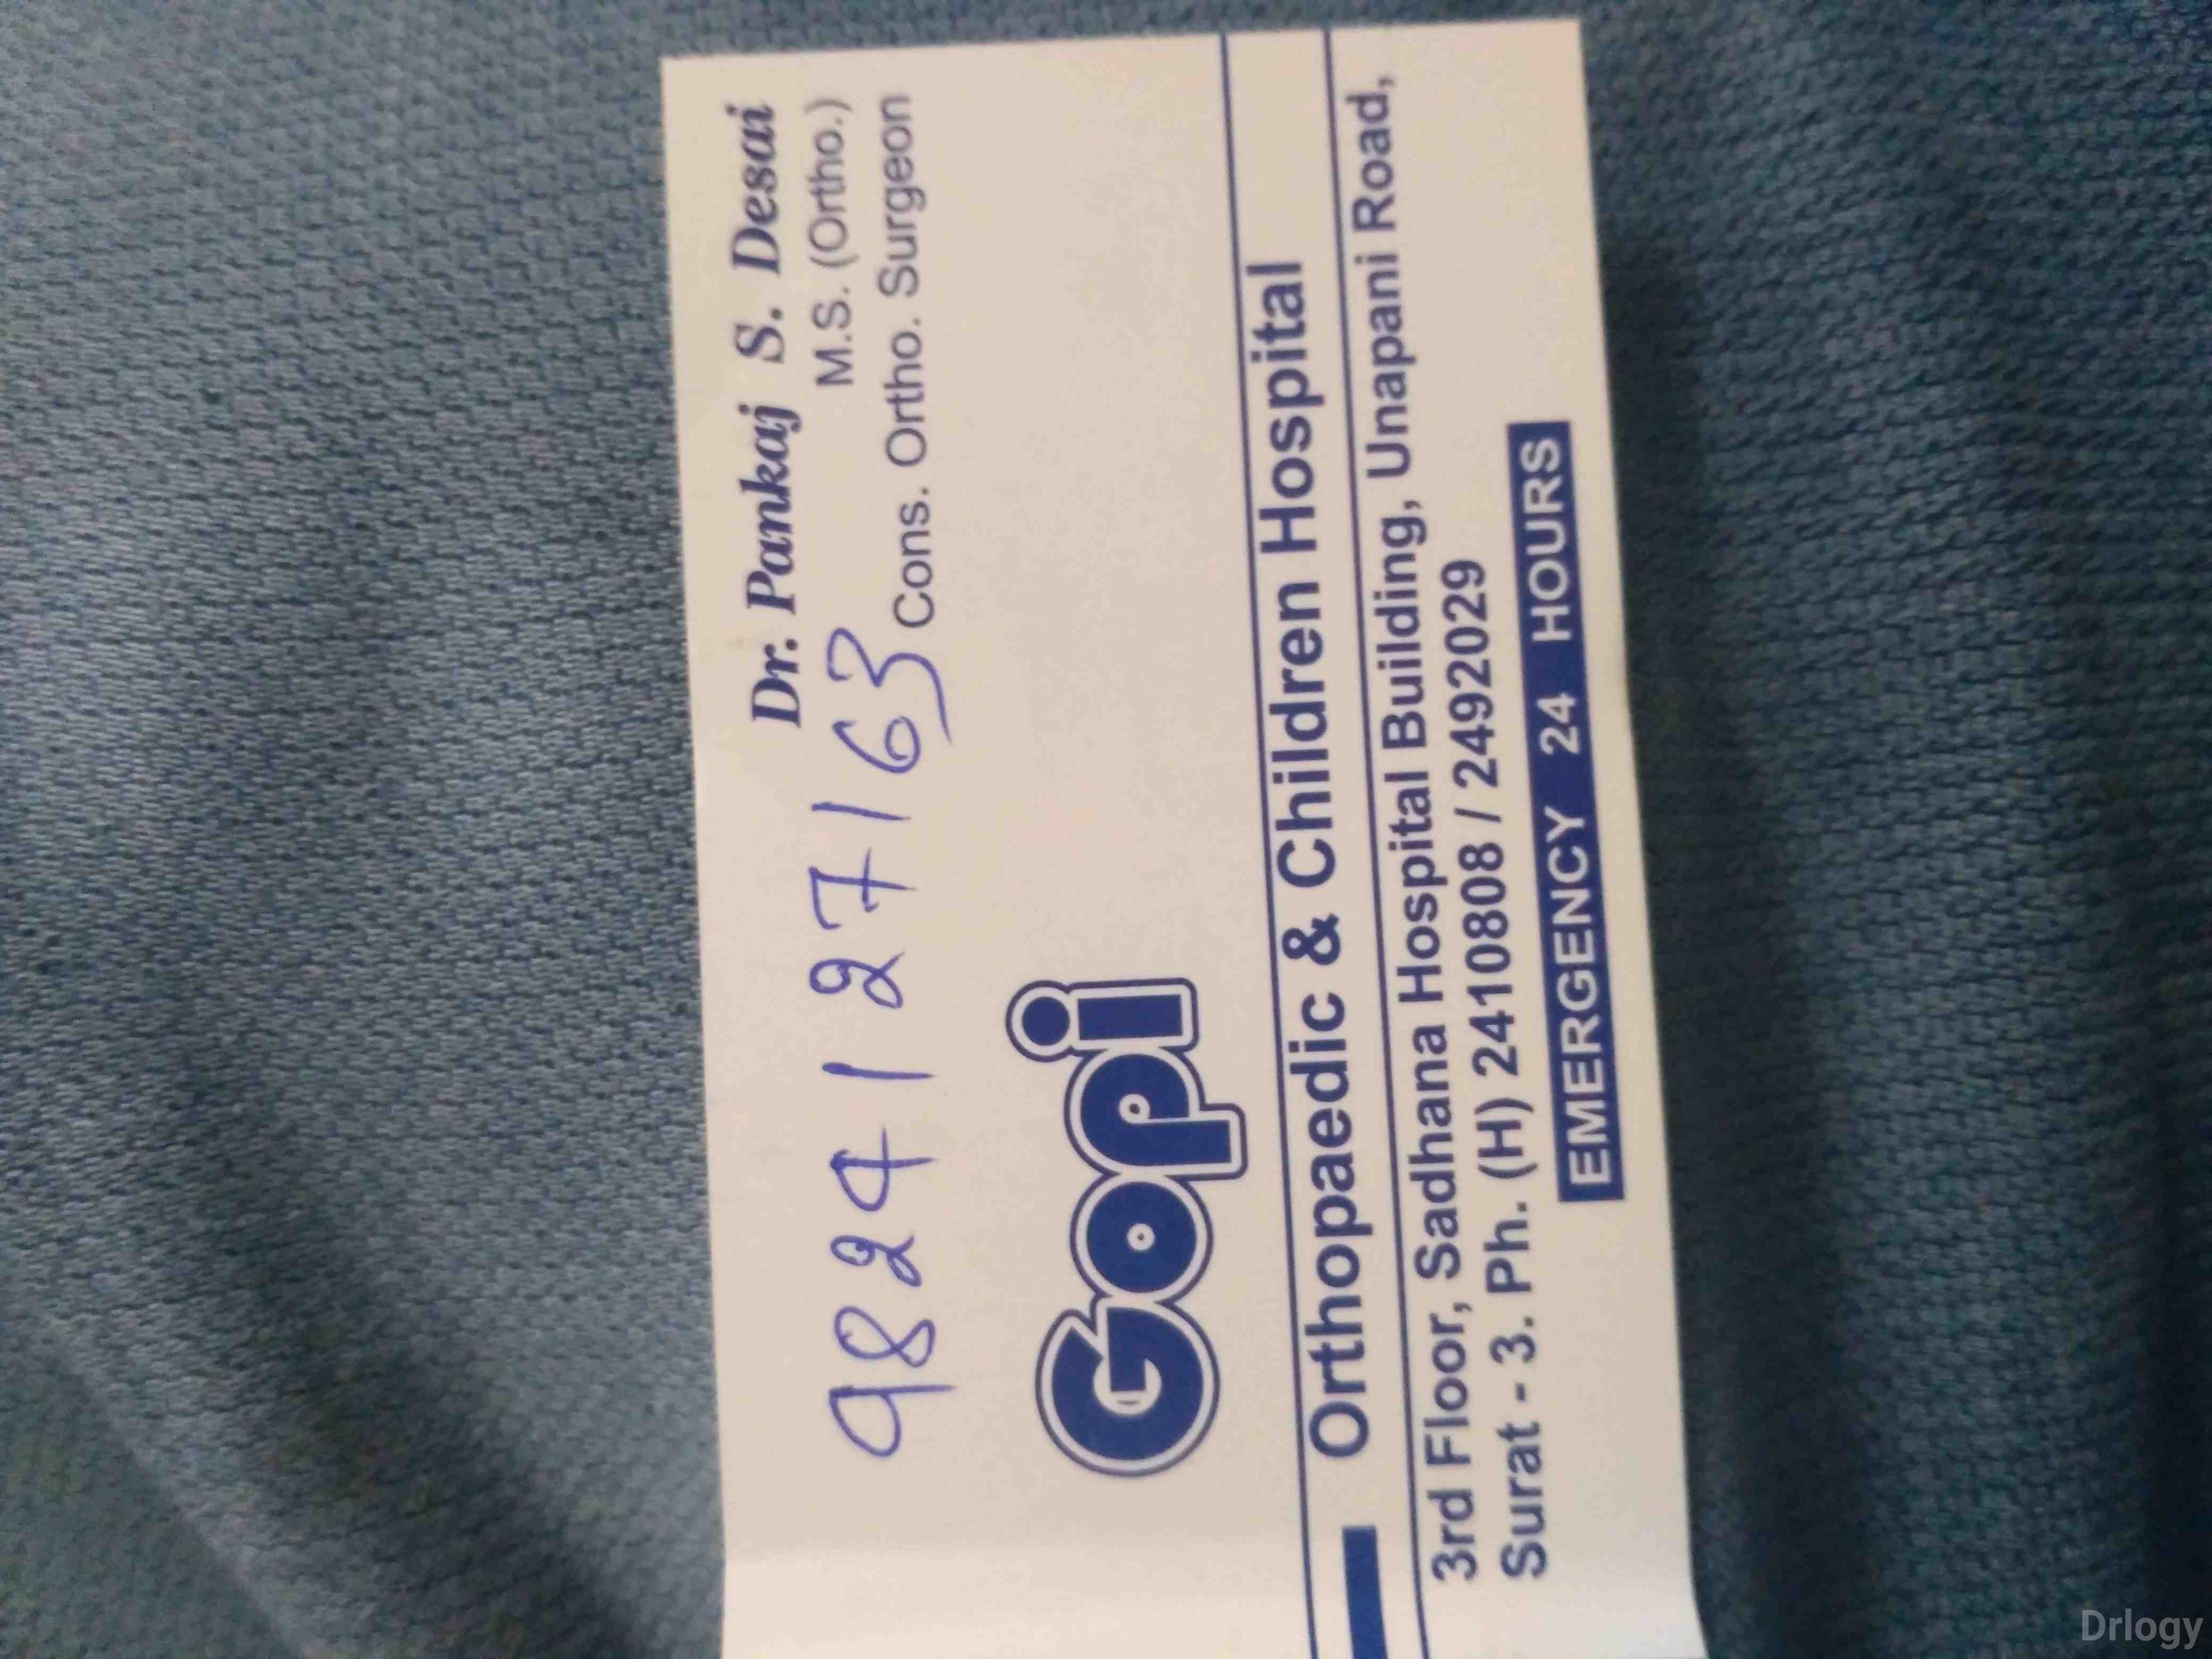 Dr. Pankaj S. Desai
M.S. (Ortho.)
9824127163 Cons. Ortho. Surgeon
Gopi
Orthopaedic & Children Hospital
3rd Floor, Sadhana Hospital Building, Unapani Road,
Surat - 3. Ph. (H) 2410808 / 2492029
EMERGENCY 24 HOURS
Drlogy